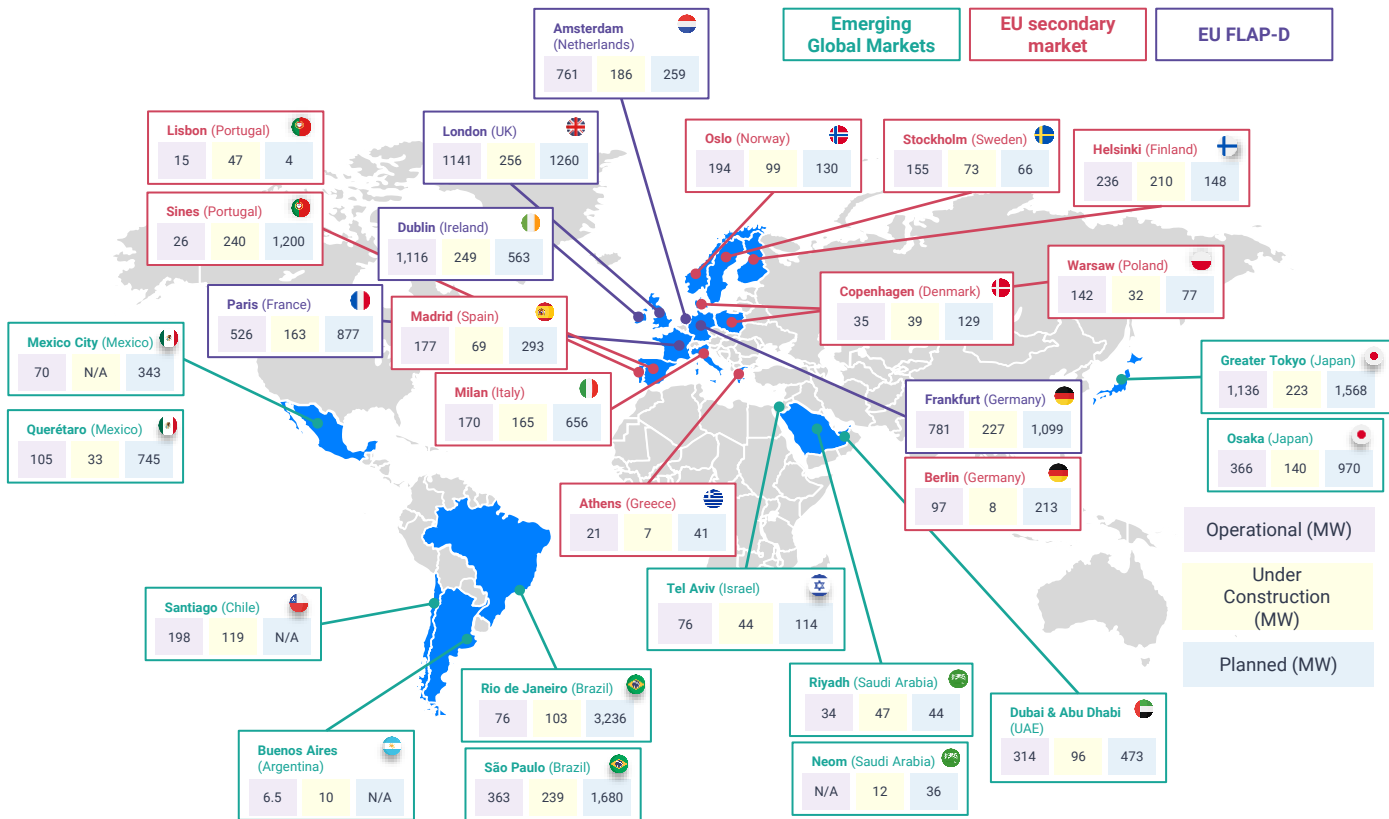 Emerging
Global Markets
EU secondary
market
EU FLAP-D
Amsterdam
(Netherlands)
761 186 259
Lisbon (Portugal)
15 47 4
London (UK)
1141 256 1260
Oslo (Norway)
194 99 130
Stockholm (Sweden)
155 73 66
Helsinki (Finland)
236 210 148
Sines (Portugal)
26 240 1,200
Dublin (Ireland)
1,116 249 563
Warsaw (Poland)
142 32 77
Copenhagen (Denmark)
35 39 129
Paris (France)
526 163 877
Madrid (Spain)
177 69 293
Mexico City (Mexico)
70 N/A 343
Greater Tokyo (Japan)
1,136 223 1,568
Milan (Italy)
170 165 656
Frankfurt (Germany)
781 227 1,099
Querétaro (Mexico)
105 33 745
Osaka (Japan)
366 140 970
Berlin (Germany)
97 8 213
Athens (Greece)
21 7 41
Operational (MW)
Under
Construction
(MW)
Planned (MW)
Tel Aviv (Israel)
76 44 114
Santiago (Chile)
198 119 N/A
Rio de Janeiro (Brazil)
76 103 3,236
Riyadh (Saudi Arabia)
34 47 44
Dubai & Abu Dhabi
(UAE)
314 96 473
Buenos Aires
(Argentina)
6.5 10 N/A
São Paulo (Brazil)
363 239 1,680
Neom (Saudi Arabia)
N/A 12 36